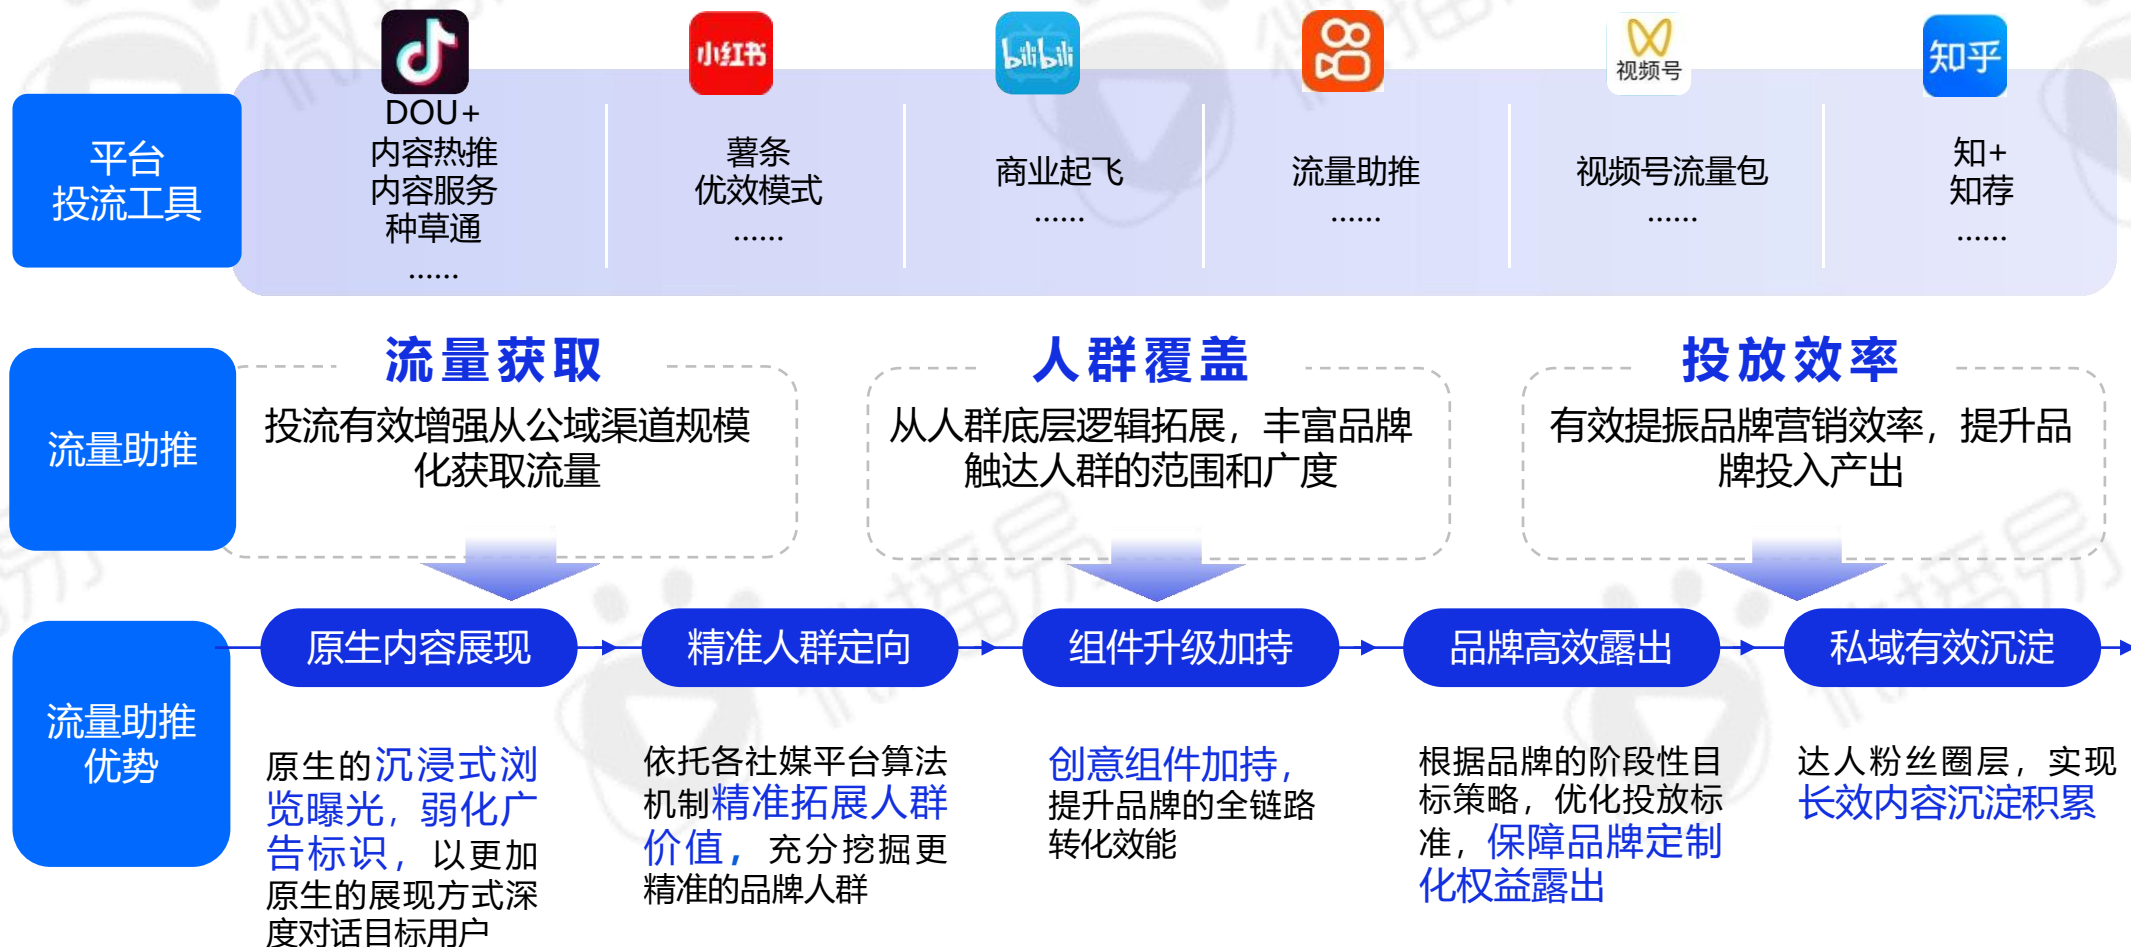 小红书
bilibili
视频号
知乎
平台
投流工具
DOU+
内容热推
内容服务
种草通
......
薯条
优效模式
......
商业起飞
......
流量助推
......
视频号流量包
......
知+
知荐
......
流量助推
流量获取
投流有效增强从公域渠道规模
化获取流量
人群覆盖
从人群底层逻辑拓展，丰富品牌
触达人群的范围和广度
投放效率
有效提振品牌营销效率，提升品
牌投入产出
流量助推
优势
原生内容展现
精准人群定向
组件升级加持
品牌高效露出
私域有效沉淀
原生的沉浸式浏
览曝光，弱化广
告标识，以更加
原生的展现方式深
度对话目标用户
依托各社媒平台算法
机制精准拓展人群
价值，充分挖掘更
精准的品牌人群
创意组件加持，
提升品牌的全链路
转化效能
根据品牌的阶段性目
标策略，优化投放标
准，保障品牌定制
化权益露出
达人粉丝圈层，实现
长效内容沉淀积累
微播易
微播易
微播易